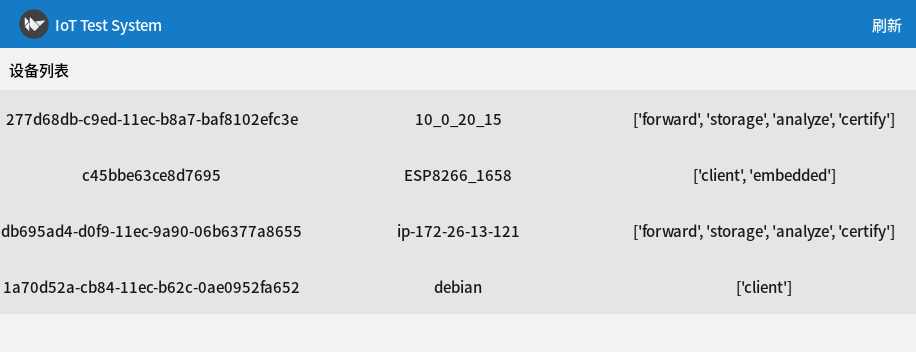 IoT Test System 刷新
设备列表
277d68db-c9ed-11ec-b8a7-baf8102efc3e 10_0_20_15 ['forward', 'storage', 'analyze', 'certify']
c45bbe63ce8d7695 ESP8266_1658 ['client', 'embedded']
db695ad4-d0f9-11ec-9a90-06b6377a8655 ip-172-26-13-121 ['forward', 'storage', 'analyze', 'certify']
1a70d52a-cb84-11ec-b62c-0ae0952fa652 debian ['client']